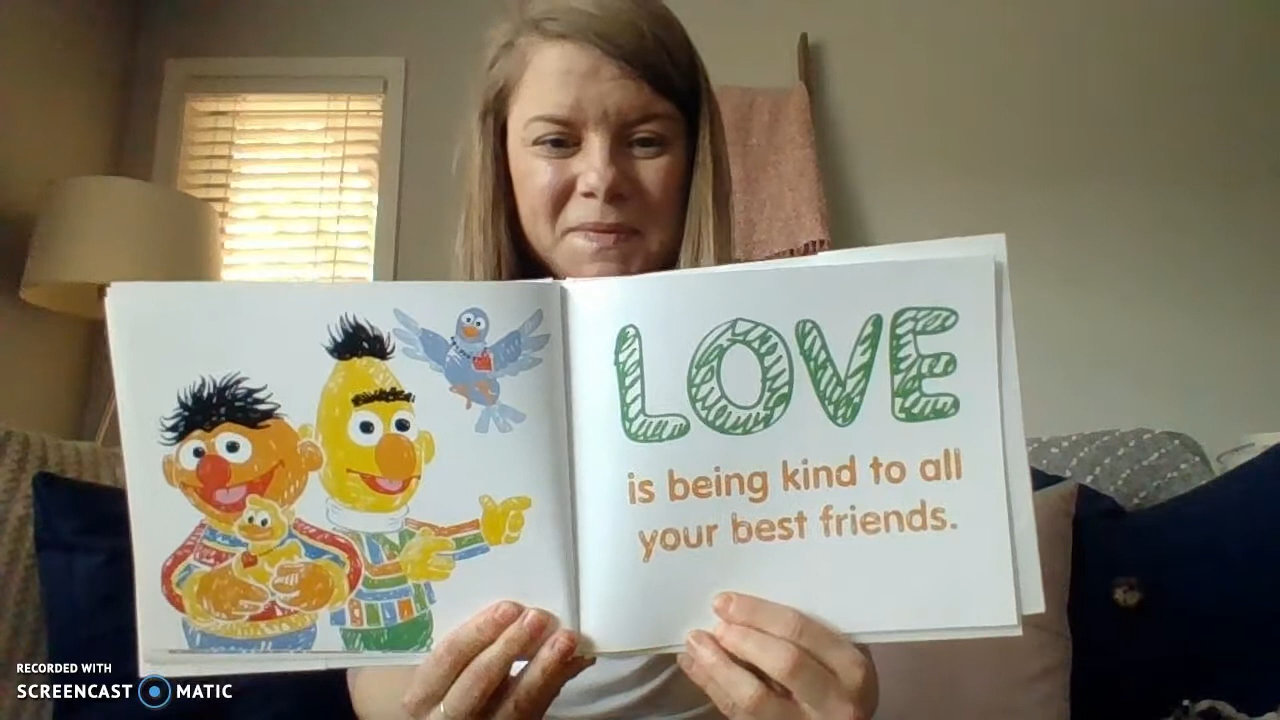 LOVE
is being kind to all
your best friends.
RECORDED WITH
SCREENCAST MATIC